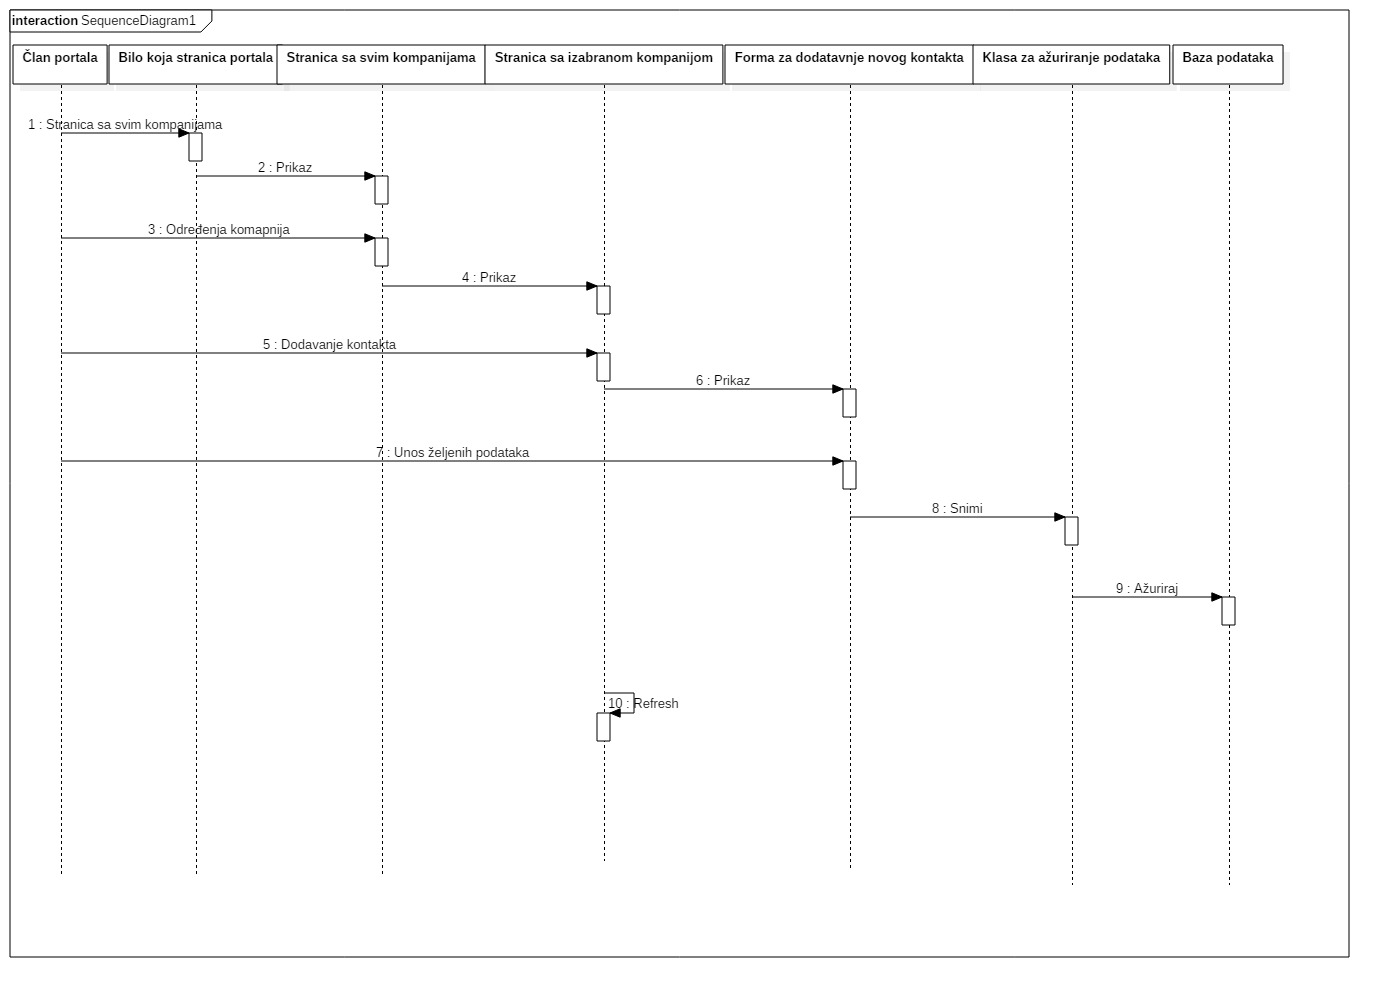 interaction SequenceDiagram1
Član portala
Bilo koja stranica portala
Stranica sa svim kompanijama
Stranica sa izabranom kompanijom
Forma za dodatavnje novog kontakta
Klasa za ažuriranje podataka
Baza podataka
1 : Stranica sa svim kompanijama
2 : Prikaz
3 : Određenja komapnija
4 : Prikaz
5 : Dodavanje kontakta
6 : Prikaz
7 : Unos željenih podataka
8 : Snimi
9 : Ažuriraj
10 : Refresh